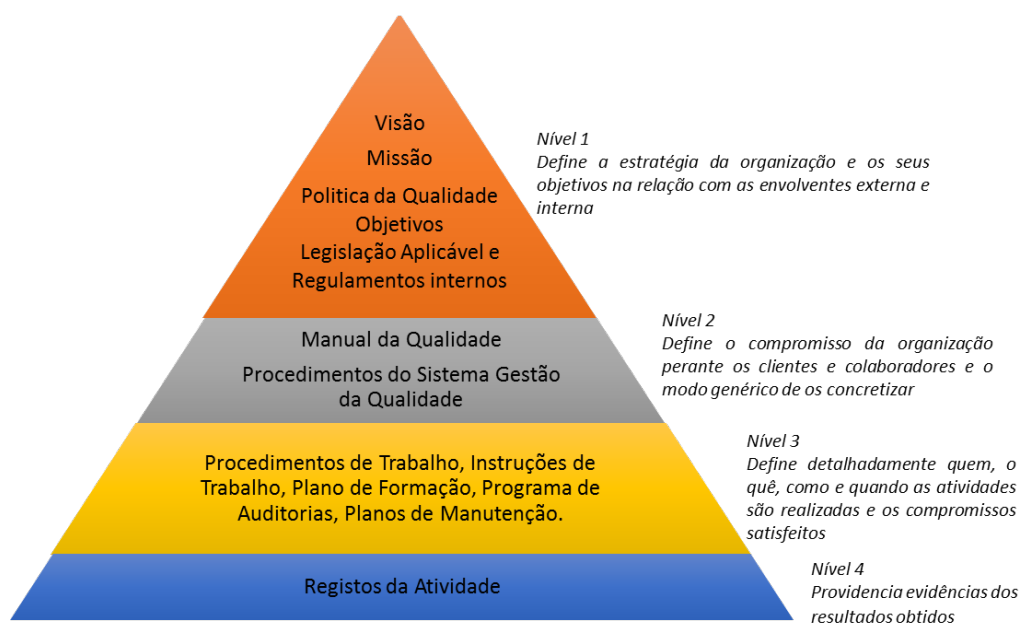 Visão
Missão
Politica da Qualidade
Objetivos
Legislação Aplicável e
Regulamentos internos
Nível 1
Define a estratégia da organização e os seus
objetivos na relação com as envolventes externa e
interna
Manual da Qualidade
Procedimentos do Sistema Gestão
da Qualidade
Nível 2
Define o compromisso da organização
perante os clientes e colaboradores e o
modo genérico de os concretizar
Procedimentos de Trabalho, Instruções de
Trabalho, Plano de Formação, Programa de
Auditorias, Planos de Manutenção.
Nível 3
Define detalhadamente quem, o
quê, como e quando as atividades
são realizadas e os compromissos
satisfeitos
Registos da Atividade
Nível 4
Providencia evidências dos
resultados obtidos